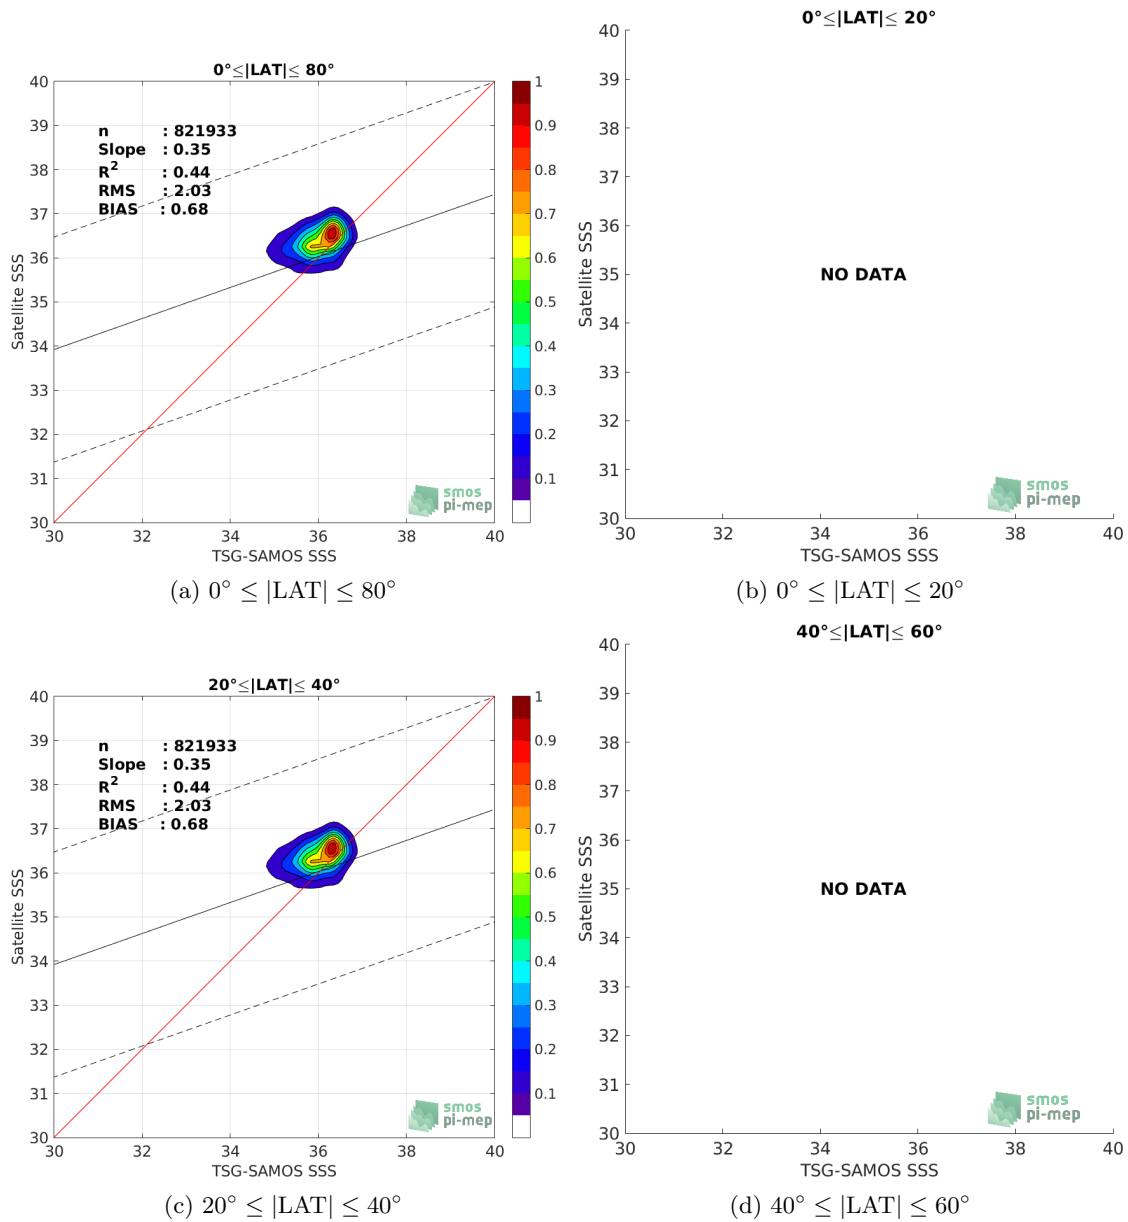 0°≤|LAT|≤ 80°
40
39
38
37
36
35
34
33
32
31
30
Satellite SSS
n : 821933
Slope : 0.35
R2 : 0.44
RMS : 2.03
BIAS : 0.68
1
0.9
0.8
0.7
0.6
0.5
0.4
0.3
0.2
0.1
smos
pi-mep
30 32 34 36 38 40
TSG-SAMOS SSS
(a) 0° ≤ |LAT| ≤ 80°
0°≤|LAT|≤ 20°
40
39
38
37
36
35
34
33
32
31
30
Satellite SSS
NO DATA
smos
pi-mep
30 32 34 36 38 40
TSG-SAMOS SSS
(b) 0° ≤ |LAT| ≤ 20°
20°≤|LAT|≤ 40°
40
39
38
37
36
35
34
33
32
31
30
Satellite SSS
n : 821933
Slope : 0.35
R2 : 0.44
RMS : 2.03
BIAS : 0.68
1
0.9
0.8
0.7
0.6
0.5
0.4
0.3
0.2
0.1
smos
pi-mep
30 32 34 36 38 40
TSG-SAMOS SSS
(c) 20° ≤ |LAT| ≤ 40°
40°≤|LAT|≤ 60°
40
39
38
37
36
35
34
33
32
31
30
Satellite SSS
NO DATA
smos
pi-mep
30 32 34 36 38 40
TSG-SAMOS SSS
(d) 40° ≤ |LAT| ≤ 60°